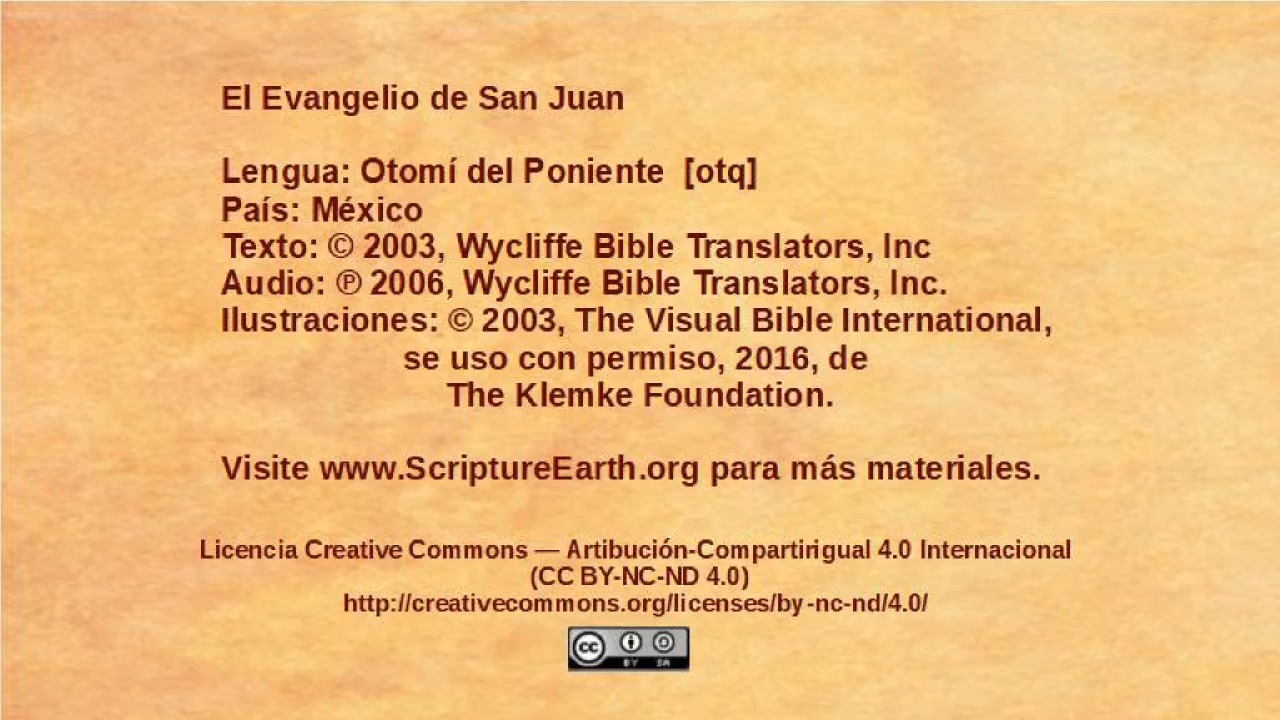 El Evangelio de San Juan
Lengua: Otomí del Poniente [otq]
País: México
Texto: © 2003, Wycliffe Bible Translators, Inc
Audio: ℗ 2006, Wycliffe Bible Translators, Inc.
Ilustraciones: © 2003, The Visual Bible International,
se uso con permiso, 2016, de
The Klemke Foundation.
Visite www.ScriptureEarth.org para más materiales.
Licencia Creative Commons — Artibución-Compartirigual 4.0 Internacional
(CC BY-NC-ND 4.0)
http://creativecommons.org/licenses/by-nc-nd/4.0/
cc BY SA